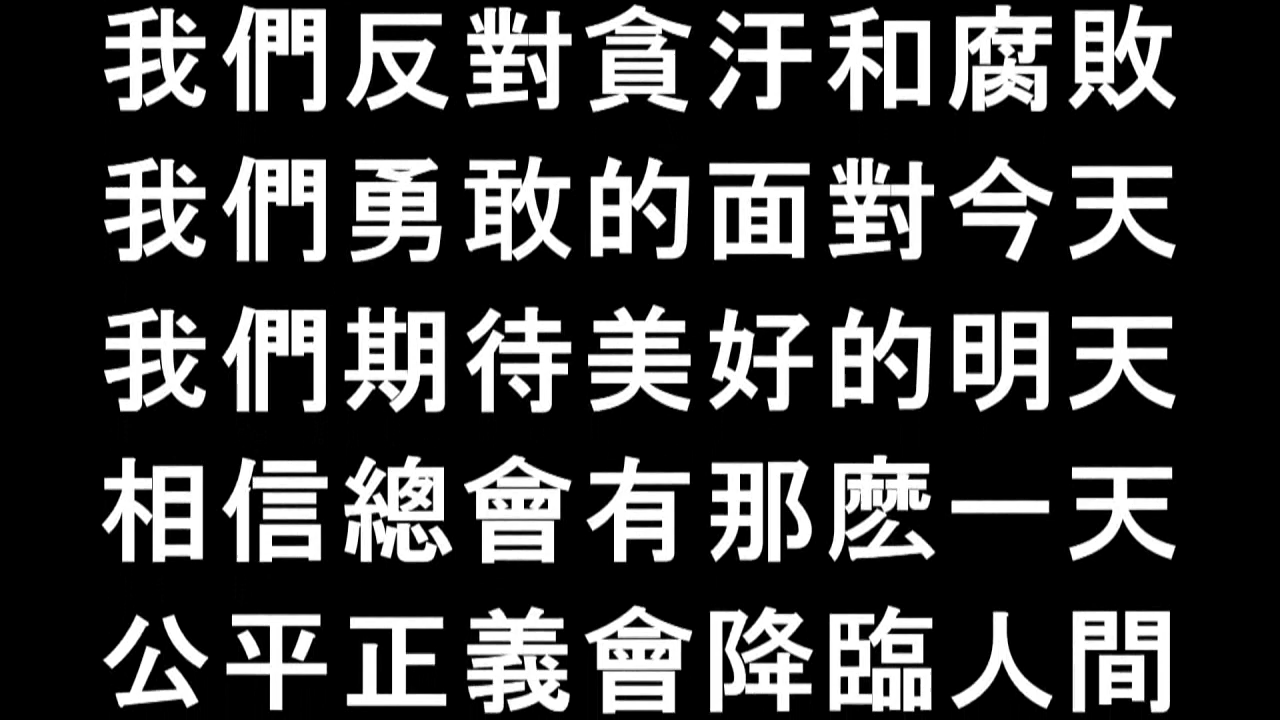 我們反對貪汙和腐敗
我們勇敢的面對今天
我們期待美好的明天
相信總會有那麼一天
公平正義會降臨人間